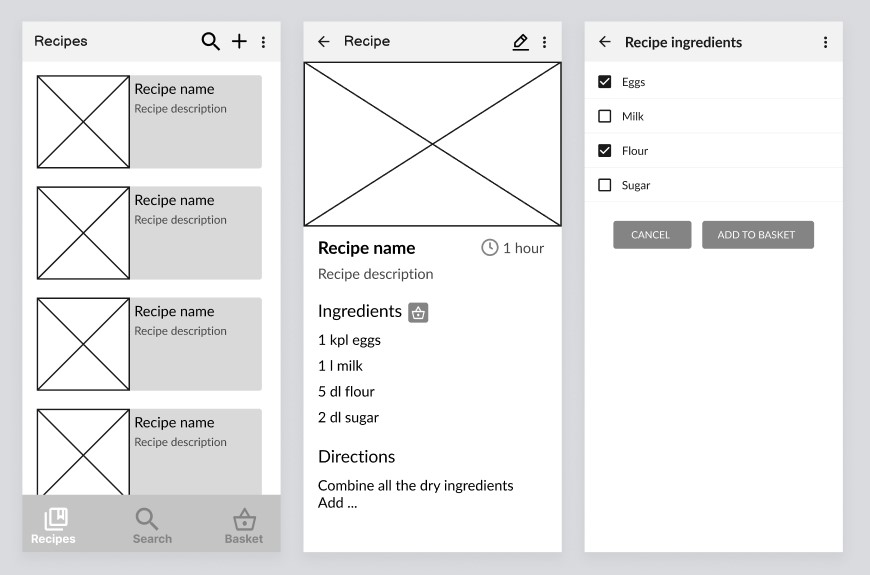 Recipes
Recipe name
Recipe description
Recipe name
Recipe description
Recipe name
Recipe description
Recipe name
Recipe description
Recipes
Search
Basket
Recipe
Recipe name
1 hour
Recipe description
Ingredients
1 kpl eggs
1 l milk
5 dl flour
2 dl sugar
Directions
Combine all the dry ingredients
Add ...
Recipe ingredients
Eggs
Milk
Flour
Sugar
CANCEL
ADD TO BASKET